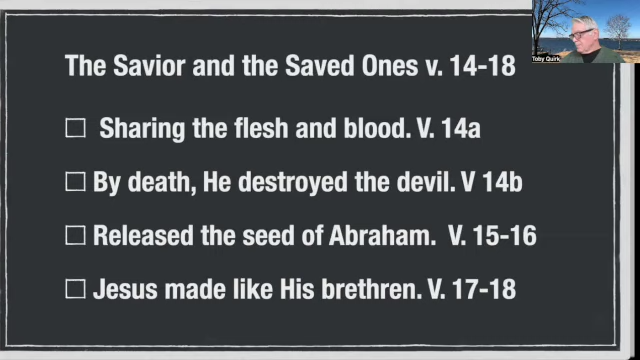 The Savior and the Saved Ones v. 14-18
Sharing the flesh and blood. V. 14a
By death, He destroyed the devil. V 14b
Released the seed of Abraham. V. 15-16
Jesus made like His brethren. V. 17-18
Toby Quirk